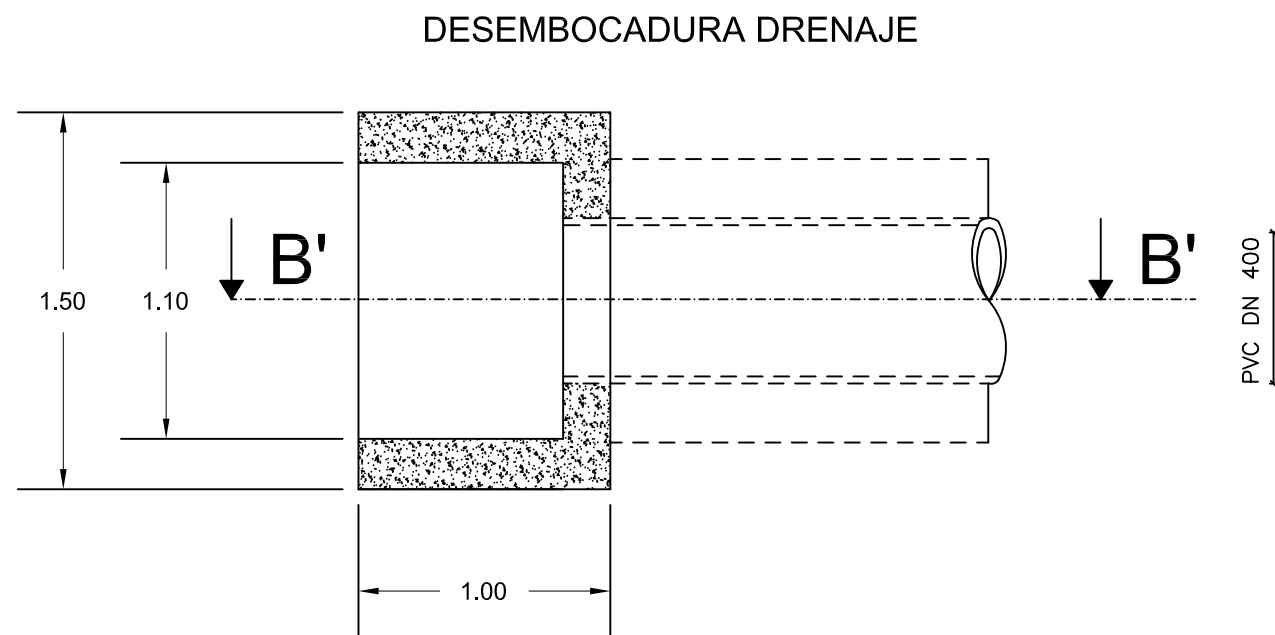 DESEMBOCADURA DRENAJE
B'
B'
1.50
1.10
PVC DN 400
1.00